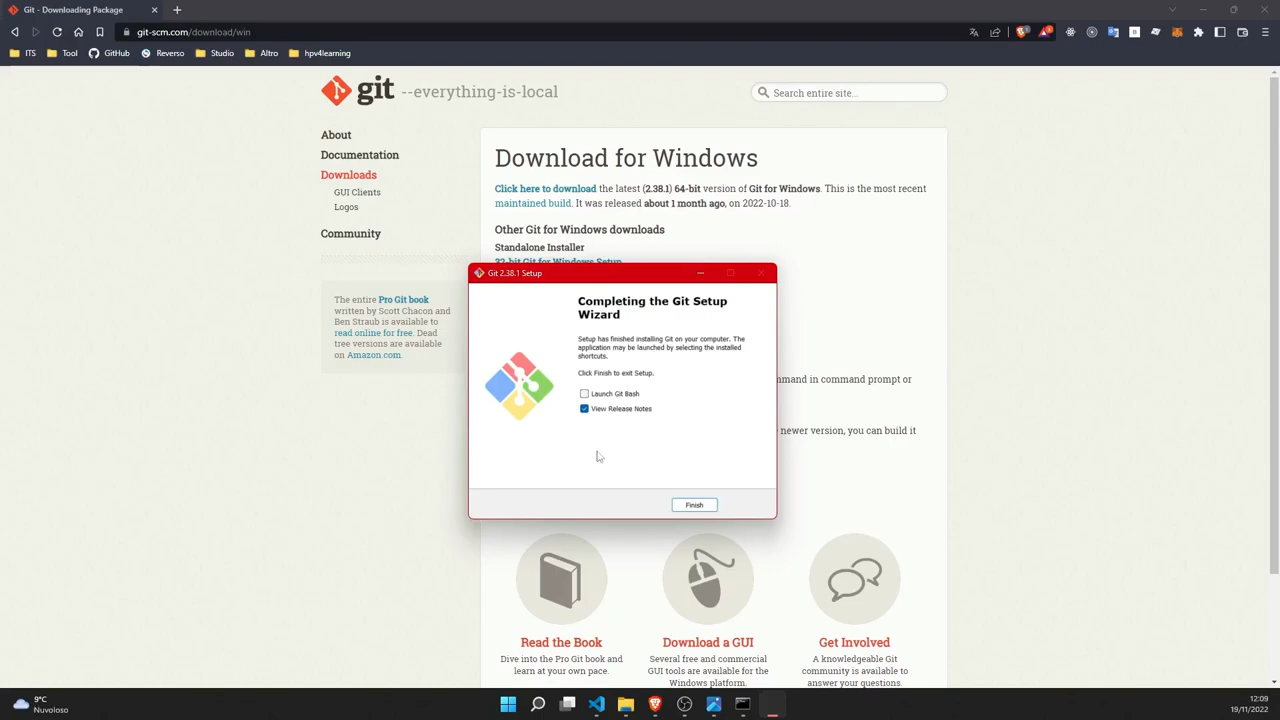 Git - Downloading Package
git-scm.com/download/win
ITS
Tool
GitHub
Reverso
Studio
Altro
hpv4learning
git --everything-is-local
Search entire site...
About
Documentation
Downloads
GUI Clients
Logos
Community
The entire Pro Git book
written by Scott Chacon and
Ben Straub is available to
read online for free. Dead
tree versions are available
on Amazon.com.
Download for Windows
Click here to download the latest (2.38.1) 64-bit version of Git for Windows. This is the most recent
maintained build. It was released about 1 month ago, on 2022-10-18.
Other Git for Windows downloads
Standalone Installer
32-bit Git for Windows Setup
Git 2.38.1 Setup
Completing the Git Setup
Wizard
Setup has finished installing Git on your computer. The
application may be launched by selecting the installed
shortcuts.
Click Finish to exit Setup.
Launch Git Bash
View Release Notes
Finish
mmand in command prompt or
newer version, you can build it
Read the Book
Dive into the Pro Git book and
learn at your own pace.
Download a GUI
Several free and commercial
GUI tools are available for the
Windows platform.
Get Involved
A knowledgeable Git
community is available to
answer your questions.
9°C
Nuvoloso
12:09
19/11/2022